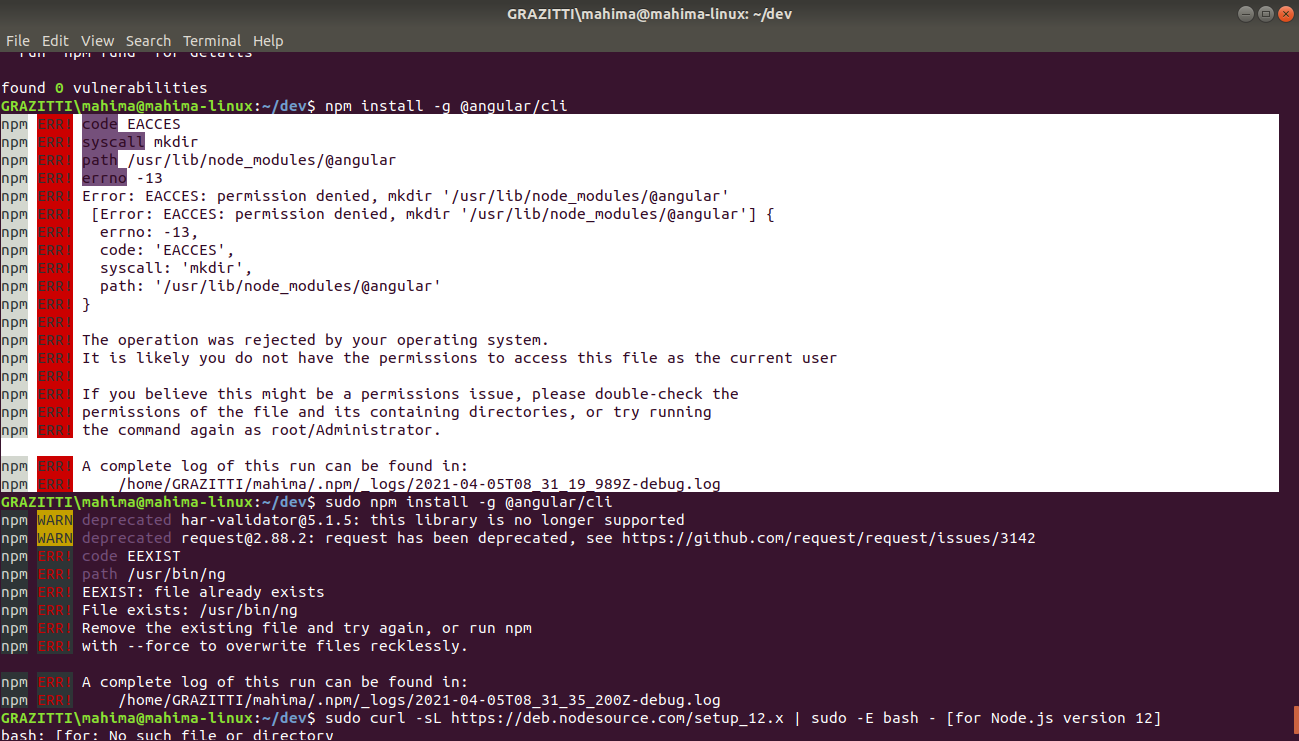 GRAZITTI\mahima@mahima-linux: ~/dev
File Edit View Search Terminal Help
run `npm fund` for details
found 0 vulnerabilities
GRAZITTI\mahima@mahima-linux:~/dev$ npm install -g @angular/cli
npm ERR! code EACCES
npm ERR! syscall mkdir
npm ERR! path /usr/lib/node_modules/@angular
npm ERR! errno -13
npm ERR! Error: EACCES: permission denied, mkdir '/usr/lib/node_modules/@angular'
npm ERR!  [Error: EACCES: permission denied, mkdir '/usr/lib/node_modules/@angular'] {
npm ERR!   errno: -13,
npm ERR!   code: 'EACCES',
npm ERR!   syscall: 'mkdir',
npm ERR!   path: '/usr/lib/node_modules/@angular'
npm ERR! }
npm ERR!
npm ERR! The operation was rejected by your operating system.
npm ERR! It is likely you do not have the permissions to access this file as the current user
npm ERR!
npm ERR! If you believe this might be a permissions issue, please double-check the
npm ERR! permissions of the file and its containing directories, or try running
npm ERR! the command again as root/Administrator.
npm ERR! A complete log of this run can be found in:
npm ERR!     /home/GRAZITTI/mahima/.npm/_logs/2021-04-05T08_31_19_989Z-debug.log
GRAZITTI\mahima@mahima-linux:~/dev$ sudo npm install -g @angular/cli
npm WARN deprecated har-validator@5.1.5: this library is no longer supported
npm WARN deprecated request@2.88.2: request has been deprecated, see https://github.com/request/request/issues/3142
npm ERR! code EEXIST
npm ERR! path /usr/bin/ng
npm ERR! EEXIST: file already exists
npm ERR! File exists: /usr/bin/ng
npm ERR! Remove the existing file and try again, or run npm
npm ERR! with --force to overwrite files recklessly.
npm ERR! A complete log of this run can be found in:
npm ERR!     /home/GRAZITTI/mahima/.npm/_logs/2021-04-05T08_31_35_200Z-debug.log
GRAZITTI\mahima@mahima-linux:~/dev$ sudo curl -sL https://deb.nodesource.com/setup_12.x | sudo -E bash - [for Node.js version 12]
bash: [for: No such file or directory